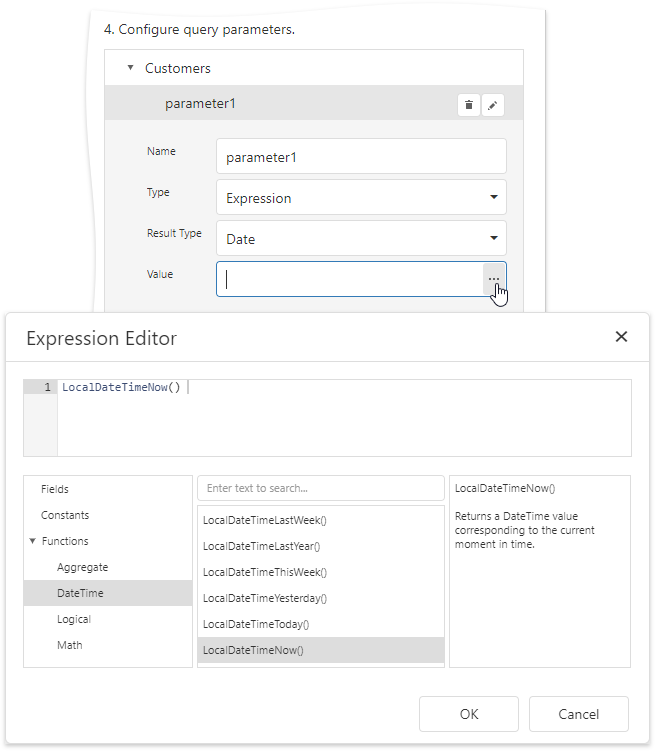 4. Configure query parameters.
Customers
parameter1
Name
parameter1
Type
Expression
Result Type
Date
Value
...
Expression Editor
1 LocalDateTimeNow()
Fields
Constants
Functions
Aggregate
DateTime
Logical
Math
Enter text to search...
LocalDateTimeLastWeek()
LocalDateTimeLastYear()
LocalDateTimeThisWeek()
LocalDateTimeYesterday()
LocalDateTimeToday()
LocalDateTimeNow()
LocalDateTimeNow()
Returns a DateTime value
corresponding to the current
moment in time.
OK
Cancel